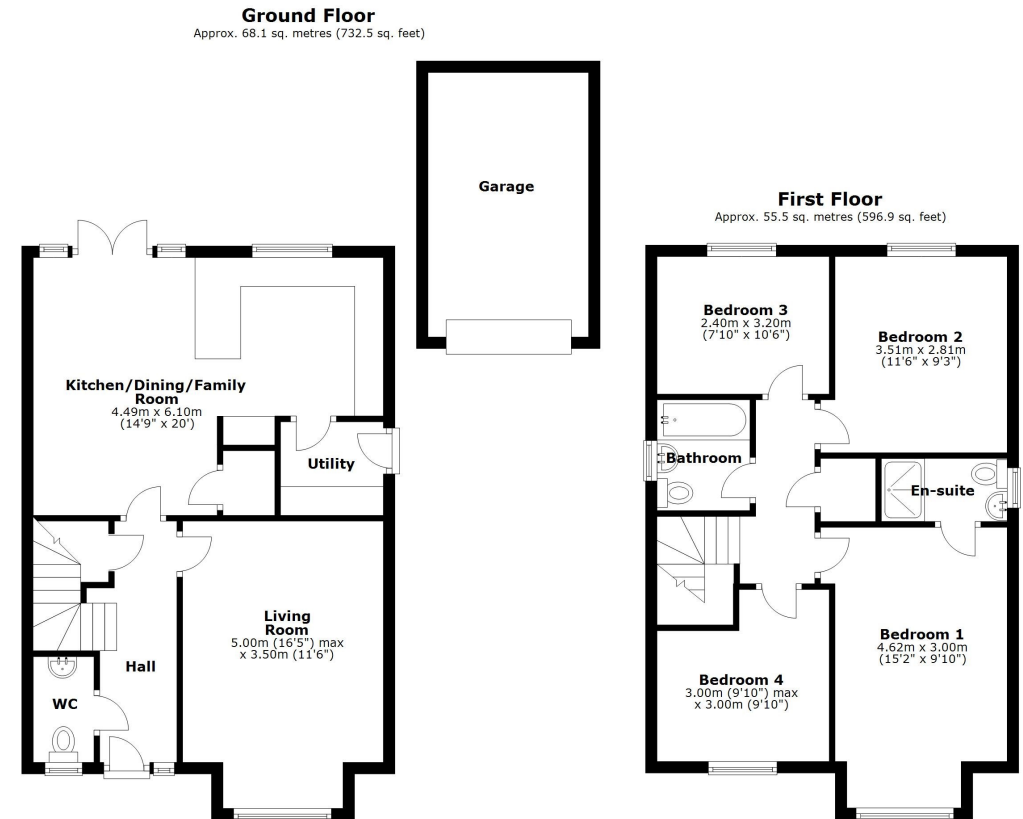 Ground Floor
Approx. 68.1 sq. metres (732.5 sq. feet)
Garage
Kitchen/Dining/Family
Room
4.49m x 6.10m
(14'9" x 20')
Utility
Living
Room
5.00m (16'5") max
x 3.50m (11'6")
Hall
WC
First Floor
Approx. 55.5 sq. metres (596.9 sq. feet)
Bedroom 3
2.40m x 3.20m
(7'10" x 10'6")
Bedroom 2
3.51m x 2.81m
(11'6" x 9'3")
Bathroom
En-suite
Bedroom 1
4.62m x 3.00m
(15'2" x 9'10")
Bedroom 4
3.00m (9'10") max
x 3.00m (9'10")